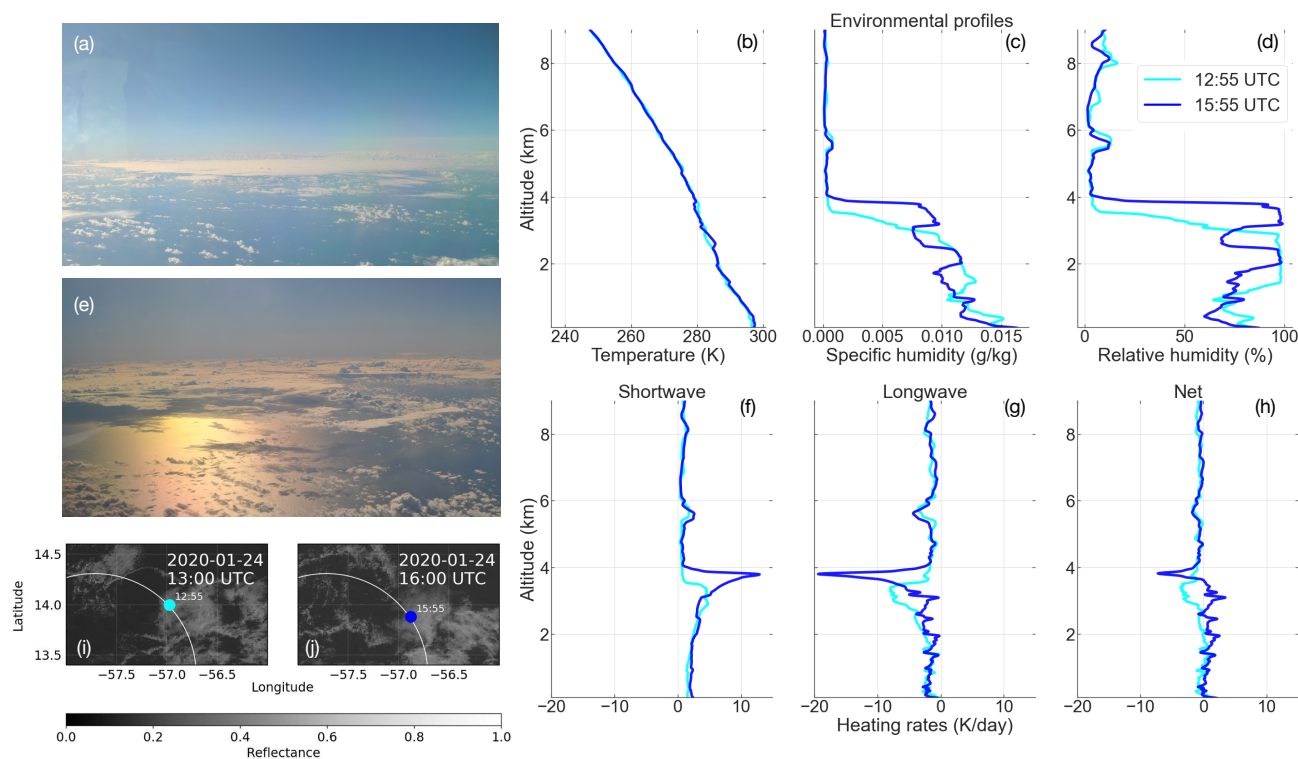 (a)
Environmental profiles
(b)
(c)
(d)
12:55 UTC
15:55 UTC
8
6
4
2
Altitude (km)
240
260
280
300
Temperature (K)
0.000
0.005
0.010
0.015
Specific humidity (g/kg)
0
50
100
Relative humidity (%)
(e)
Shortwave
Longwave
Net
(f)
(g)
(h)
8
6
4
2
Altitude (km)
−20
−10
0
10
−20
−10
0
10
−20
−10
0
10
Heating rates (K/day)
14.5
14.0
13.5
Latitude
2020-01-24
13:00 UTC
12:55
(i)
2020-01-24
16:00 UTC
15:55
(j)
−57.5
−57.0
−56.5
−57.5
−57.0
−56.5
Longitude
0.0
0.2
0.4
0.6
0.8
1.0
Reflectance